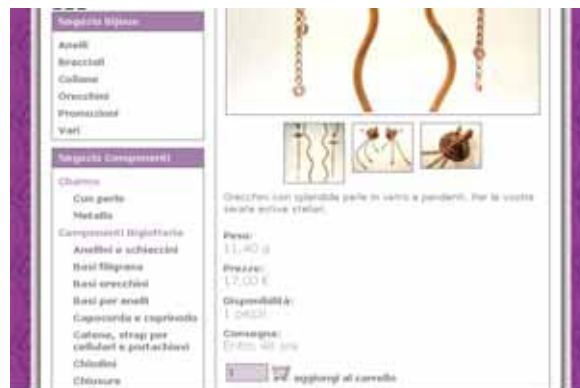 Negozio Bijoux
Anelli
Bracciali
Collane
Orecchini
Promozioni
Vari
Negozio Componenti
Charms
Con perle
Metallo
Componenti Bigiotteria
Anellini e schiaccini
Basi filigrana
Basi orecchini
Basi per anelli
Capocorda e coprinodo
Catene, strap per
cellulari e portachiavi
Chiodini
Chiusure
Orecchini con splendide perle in vetro e pendenti. Per le vostre
serate estive stellari.
Peso:
11,40 g
Prezzo:
17,00 €
Disponibilità:
1 pezzi
Consegna:
Entro 48 ore
1 aggiungi al carrello